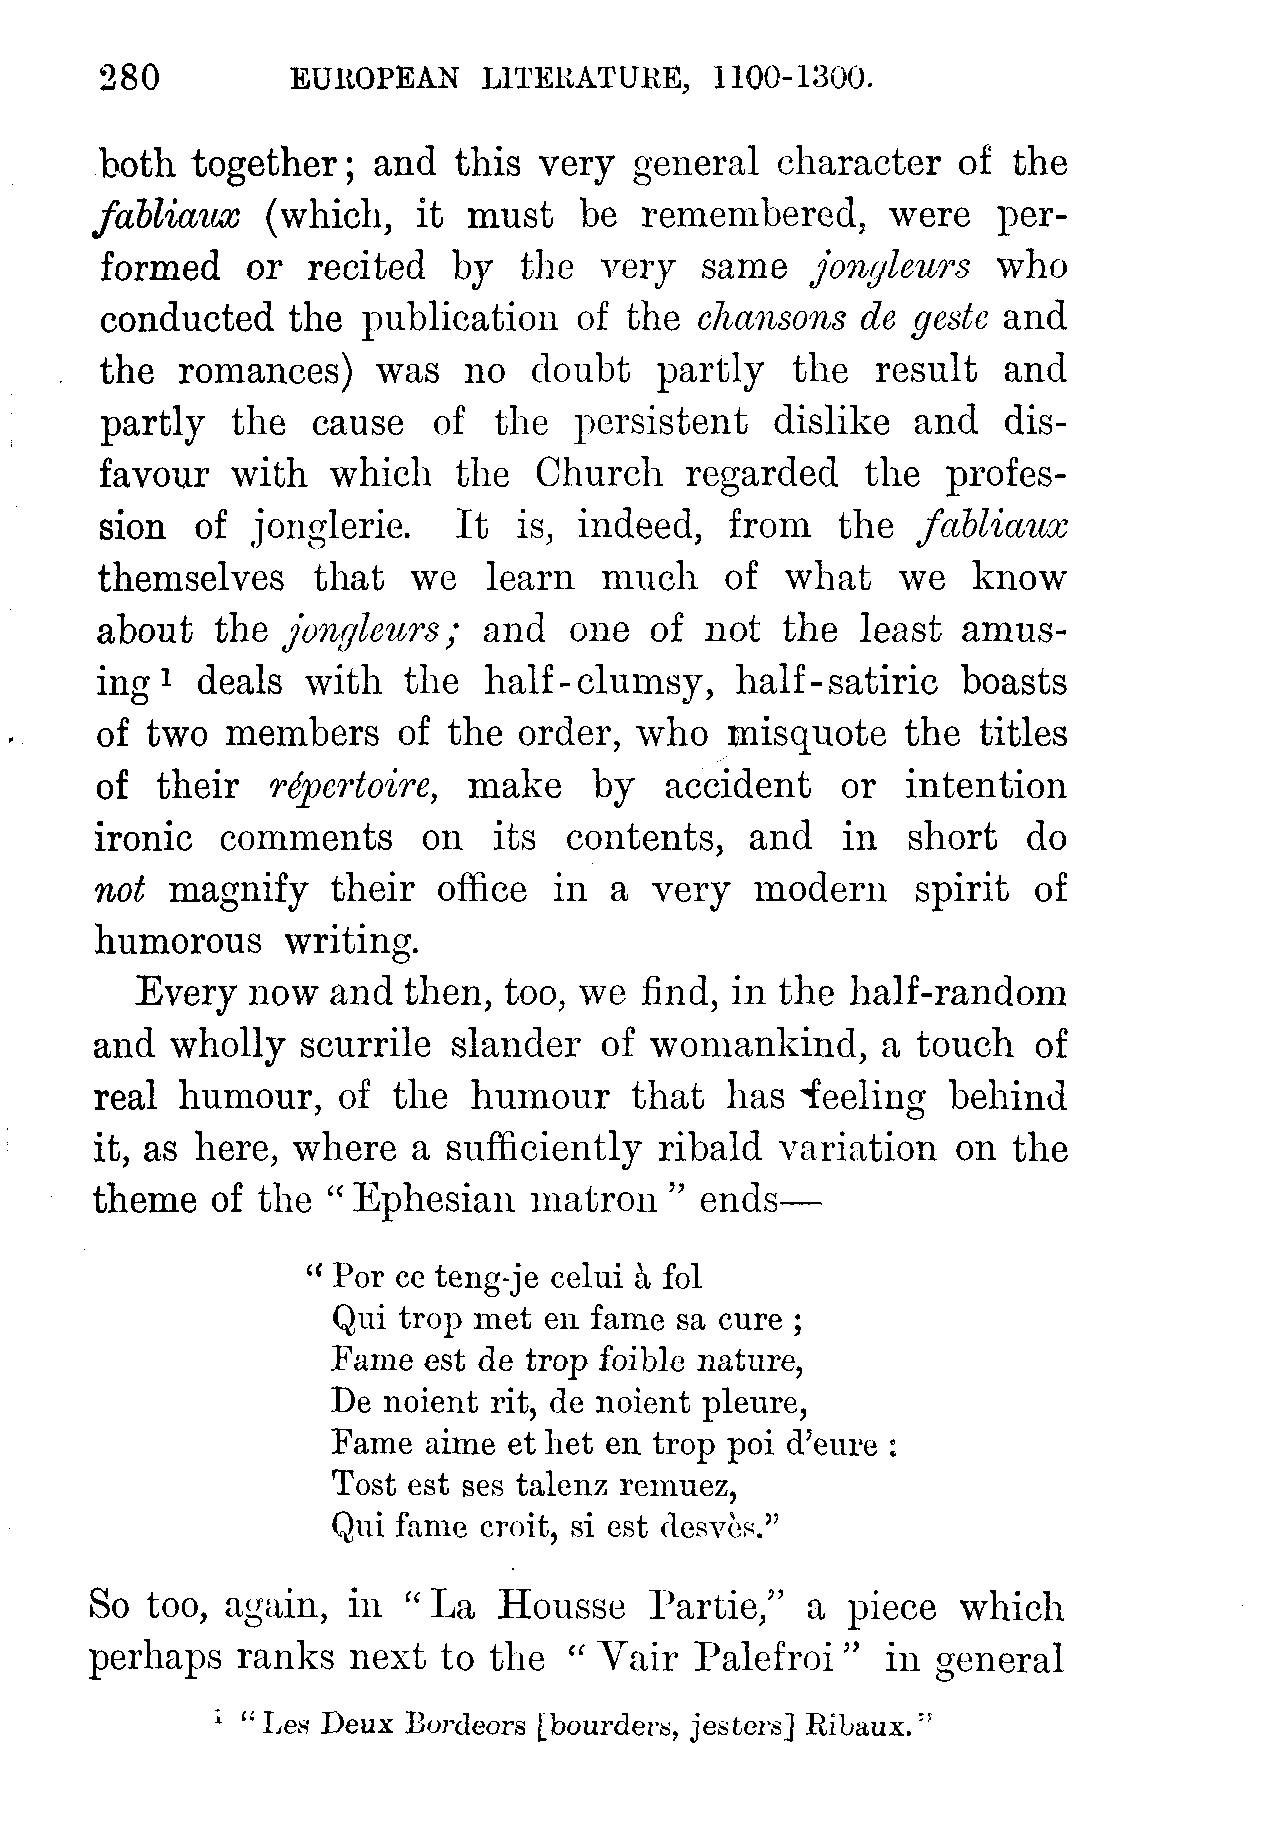 280 EUROPEAN LITERATURE, 1100-1300.
both together; and this very general character of the
fabliaux (which, it must be remembered, were per-
formed or recited by the very same jongleurs who
conducted the publication of the chansons de geste and
the romances) was no doubt partly the result and
partly the cause of the persistent dislike and dis-
favour with which the Church regarded the profes-
sion of jonglerie. It is, indeed, from the fabliaux
themselves that we learn much of what we know
about the jongleurs; and one of not the least amus-
ing¹ deals with the half-clumsy, half-satiric boasts
of two members of the order, who misquote the titles
of their répertoire, make by accident or intention
ironic comments on its contents, and in short do
not magnify their office in a very modern spirit of
humorous writing.
Every now and then, too, we find, in the half-random
and wholly scurrile slander of womankind, a touch of
real humour, of the humour that has feeling behind
it, as here, where a sufficiently ribald variation on the
theme of the “Ephesian matron” ends—
“Por ce teng-je celui à fol
Qui trop met en fame sa cure;
Fame est de trop foible nature,
De noient rit, de noient pleure,
Fame aime et het en trop poi d'eure:
Tost est ses talenz remuez,
Qui fame croit, si est desvès.”
So too, again, in “La Housse Partie,” a piece which
perhaps ranks next to the “Vair Palefroi” in general
¹ “Les Deux Bordeors [bourders, jesters] Ribaux.”